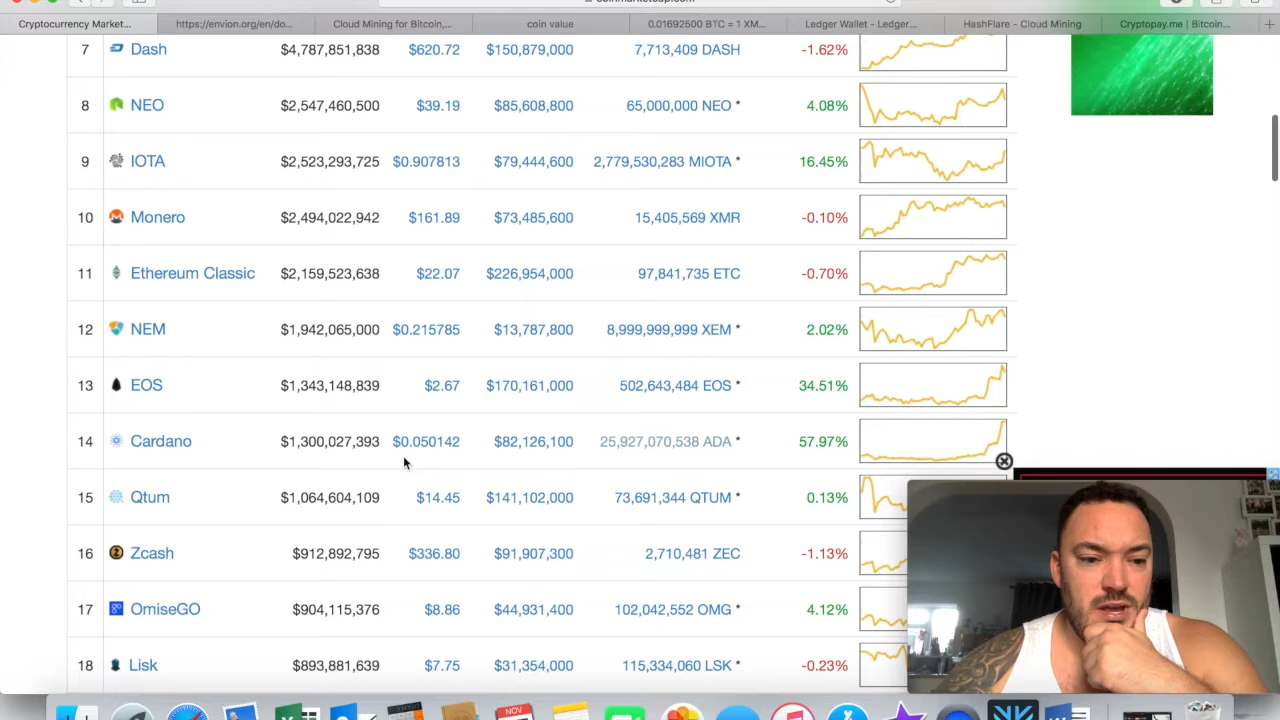 Cryptocurrency Market... https://envion.org/en/do... Cloud Mining for Bitcoin,... coin value 0.01692500 BTC = 1 XM... Ledger Wallet - Ledger... HashFlare - Cloud Mining Cryptopay.me | Bitcoin...
7 Dash $4,787,851,838 $620.72 $150,879,000 7,713,409 DASH -1.62%
8 NEO $2,547,460,500 $39.19 $85,608,800 65,000,000 NEO * 4.08%
9 IOTA $2,523,293,725 $0.907813 $79,444,600 2,779,530,283 MIOTA * 16.45%
10 Monero $2,494,022,942 $161.89 $73,485,600 15,405,569 XMR -0.10%
11 Ethereum Classic $2,159,523,638 $22.07 $226,954,000 97,841,735 ETC -0.70%
12 NEM $1,942,065,000 $0.215785 $13,787,800 8,999,999,999 XEM * 2.02%
13 EOS $1,343,148,839 $2.67 $170,161,000 502,643,484 EOS * 34.51%
14 Cardano $1,300,027,393 $0.050142 $82,126,100 25,927,070,538 ADA * 57.97%
15 Qtum $1,064,604,109 $14.45 $141,102,000 73,691,344 QTUM * 0.13%
16 Zcash $912,892,795 $336.80 $91,907,300 2,710,481 ZEC -1.13%
17 OmiseGO $904,115,376 $8.86 $44,931,400 102,042,552 OMG * 4.12%
18 Lisk $893,881,639 $7.75 $31,354,000 115,334,060 LSK * -0.23%
NOV